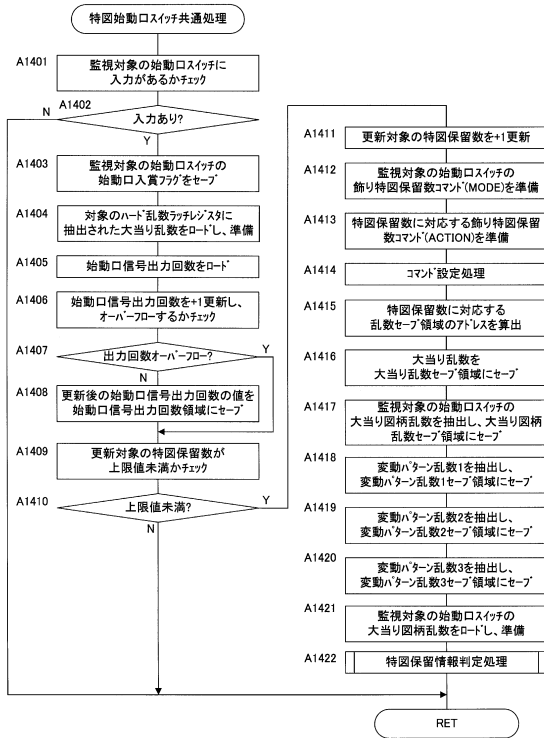 特図始動口スイッチ共通処理
A1401
監視対象の始動口スイッチに
入力があるかチェック
A1402
N
入力あり?
Y
A1403
監視対象の始動口スイッチの
始動口入賞フラグをセーブ
A1404
対象のハード乱数ラッチレジスタに
抽出された大当り乱数をロードし、準備
A1405
始動口信号出力回数をロード
A1406
始動口信号出力回数を+1更新し、
オーバーフローするかチェック
A1407
出力回数オーバーフロー?
Y
N
A1408
更新後の始動口信号出力回数の値を
始動口信号出力回数領域にセーブ
A1409
更新対象の特図保留数が
上限値未満かチェック
A1410
上限値未満?
Y
N
A1411
更新対象の特図保留数を+1更新
A1412
監視対象の始動口スイッチの
飾り特図保留数コマンド(MODE)を準備
A1413
特図保留数に対応する飾り特図保留
数コマンド(ACTION)を準備
A1414
コマンド設定処理
A1415
特図保留数に対応する
乱数セーブ領域のアドレスを算出
A1416
大当り乱数を
大当り乱数セーブ領域にセーブ
A1417
監視対象の始動口スイッチの
大当り図柄乱数を抽出し、大当り図柄
乱数セーブ領域にセーブ
A1418
変動パターン乱数1を抽出し、
変動パターン乱数1セーブ領域にセーブ
A1419
変動パターン乱数2を抽出し、
変動パターン乱数2セーブ領域にセーブ
A1420
変動パターン乱数3を抽出し、
変動パターン乱数3セーブ領域にセーブ
A1421
監視対象の始動口スイッチの
大当り図柄乱数をロードし、準備
A1422
特図保留情報判定処理
RET